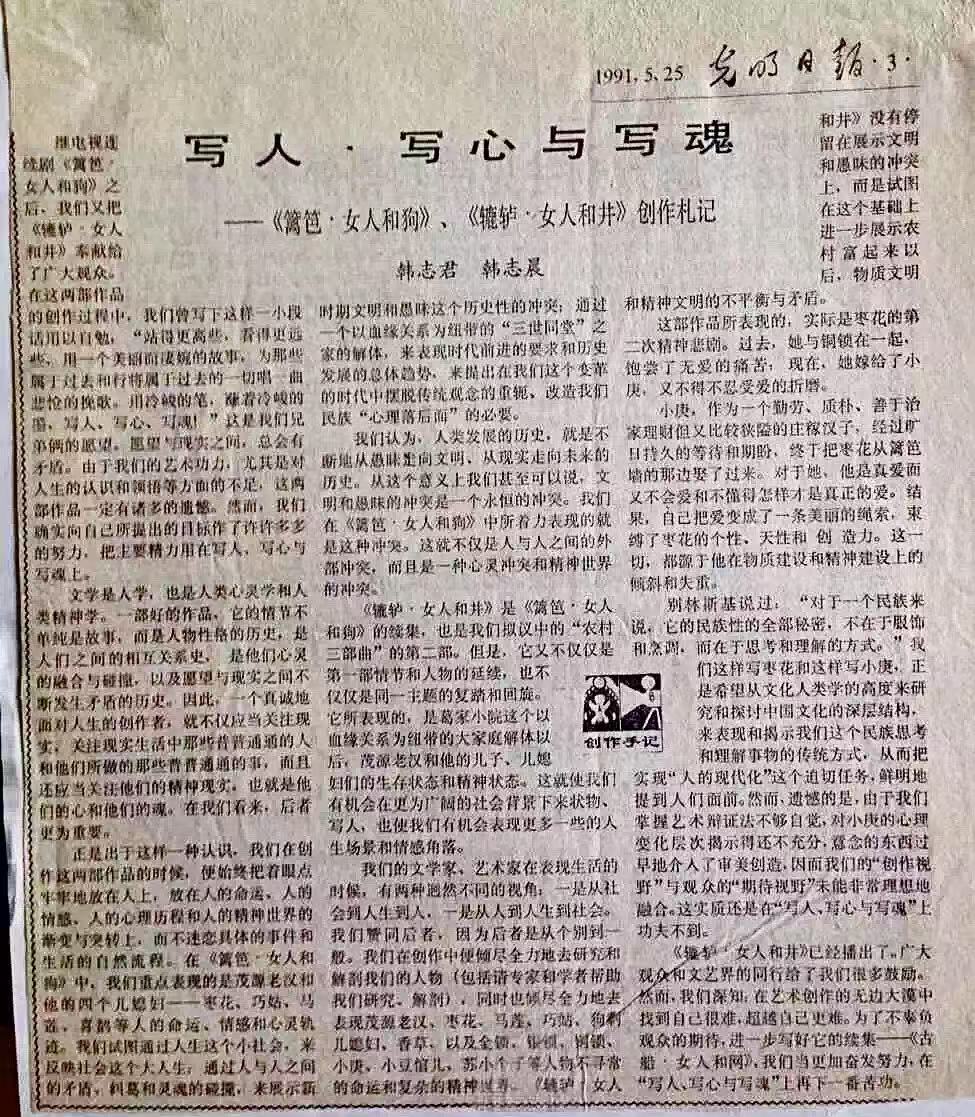 1991.5.25 光明日报·3·
写人·写心与写魂
——《篱笆·女人和狗》、《辘轳·女人和井》创作札记
韩志君 韩志晨
继电视连
续剧《篱笆·
女人和狗》之
后，我们又把
《辘轳·女人
和井》奉献给
了广大观众。
在这两部作品
的创作过程中，我们曾写下这样一小段
话用以自勉，“站得更高些，看得更远
些，用一个美丽而凄婉的故事，为那些
属于过去和行将属于过去的一切唱一曲
悲怆的挽歌。用冷峻的笔，蘸着冷峻的
墨，写人、写心、写魂！”这是我们兄
弟俩的愿望。愿望与现实之间，总会有
矛盾。由于我们的艺术功力，尤其是对
人生的认识和领悟等方面的不足，这两
部作品一定有诸多的遗憾。然而，我们
确实向自己所提出的目标作了许许多多
的努力，把主要精力用在写人，写心与
写魂上。
文学是人学，也是人类心灵学和人
类精神学。一部好的作品，它的情节不
单纯是故事，而是人物性格的历史，是
人们之间的相互关系史，是他们心灵
的融合与碰撞，以及愿望与现实之间不
断发生矛盾的历史。因此，一个真诚地
面对人生的创作者，就不仅应当关注现
实，关注现实生活中那些普普通通的人
和他们所做的那些普普通通的事，而且
还应当关注他们的精神现实，也就是他
们的心和他们的魂。在我们看来，后者
更为重要。
正是出于这样一种认识，我们在创
作这两部作品的时候，便始终把着眼点
牢牢地放在人上，放在人的命运、人的
情感、人的心理历程和人的精神世界的
渐变与突转上，而不迷恋具体的事件和
生活的自然流程。在《篱笆·女人和
狗》中，我们重点表现的是茂源老汉和
他的四个儿媳妇——枣花、巧姑、马
莲、喜鹊等人的命运、情感和心灵轨
迹。我们试图通过人生这个小社会，来
反映社会这个大人生；通过人与人之间
的矛盾，纠葛和灵魂的碰撞，来展示新
时期文明和愚昧这个历史性的冲突；通过
一个以血缘关系为纽带的“三世同堂”之
家的解体，来表现时代前进的要求和历史
发展的总体趋势，来提出在我们这个变革
的时代中摆脱传统观念的重轭、改造我们
民族“心理落后面”的必要。
我们认为，人类发展的历史，就是不
断地从愚昧走向文明、从现实走向未来的
历史。从这个意义上我们甚至可以说，文
明和愚昧的冲突是一个永恒的冲突。我们
在《篱笆·女人和狗》中所着力表现的就
是这种冲突。这就不仅是人与人之间的外
部冲突，而且是一种心灵冲突和精神世界
的冲突。
《辘轳·女人和井》是《篱笆·女人
和狗》的续集，也是我们拟议中的“农村
三部曲”的第二部。但是，它又不仅仅是
第一部情节和人物的延续，也不
仅仅是同一主题的复踏和回旋。
它所表现的，是葛家小院这个以
血缘关系为纽带的大家庭解体以
后，茂源老汉和他的儿子、儿媳
妇们的生存状态和精神状态。这就使我们
有机会在更为广阔的社会背景下来状物、
写人，也使我们有机会表现更多一些的人
生场景和情感角落。
我们的文学家、艺术家在表现生活的
时候，有两种迥然不同的视角：一是从社
会到人生到人，一是从人到人生到社会。
我们赞同后者，因为后者是从个别到一
般。我们在创作中便倾尽全力地去研究和
解剖我们的人物（包括请专家和学者帮助
我们研究、解剖），同时也倾尽全力地去
表现茂源老汉、枣花、马莲、巧姑、狗剩
儿媳妇、香草、以及金锁、银锁、铜锁、
小庚、小豆倌儿、苏小个子等人物不寻常
的命运和复杂的精神世界。《辘轳·女人
创作手记
和井》没有停
留在展示文明
和愚昧的冲突
上，而是试图
在这个基础上
进一步展示农
村富起来以
后，物质文明
和精神文明的不平衡与矛盾。
这部作品所表现的，实际是枣花的第
二次精神悲剧。过去，她与铜锁在一起，
饱尝了无爱的痛苦；现在，她嫁给了小
庚，又不得不忍受爱的折磨。
小庚，作为一个勤劳、质朴、善于治
家理财但又比较狭隘的庄稼汉子，经过旷
日持久的等待和期盼，终于把枣花从篱笆
墙的那边娶了过来。对于她，他是真爱而
又不会爱和不懂得怎样才是真正的爱。结
果，自己把爱变成了一条美丽的绳索，束
缚了枣花的个性、天性和创造力。这一
切，都源于他在物质建设和精神建设上的
倾斜和失重。
别林斯基说过：“对于一个民族来
说，它的民族性的全部秘密，不在于服饰
和烹调，而在于思考和理解的方式。”我
们这样写枣花和这样写小庚，正
是希望从文化人类学的高度来研
究和探讨中国文化的深层结构，
来表现和揭示我们这个民族思考
和理解事物的传统方式，从而把
实现“人的现代化”这个迫切任务，鲜明地
提到人们面前。然而，遗憾的是，由于我们
掌握艺术辩证法不够自觉，对小庚的心理
变化层次揭示得还不充分，意念的东西过
早地介入了审美创造，因而我们的“创作视
野”与观众的“期待视野”未能非常理想地
融合。这实质还是在“写人、写心与写魂”上
功夫不到。
《辘轳·女人和井》已经播出了。广大
观众和文艺界的同行给了我们很多鼓励。
然而，我们深知：在艺术创作的无边大漠中
找到自己很难，超越自己更难。为了不辜负
观众的期待，进一步写好它的续集——《古
船·女人和网》，我们当更加奋发努力，在
“写人、写心与写魂”上再下一番苦功。